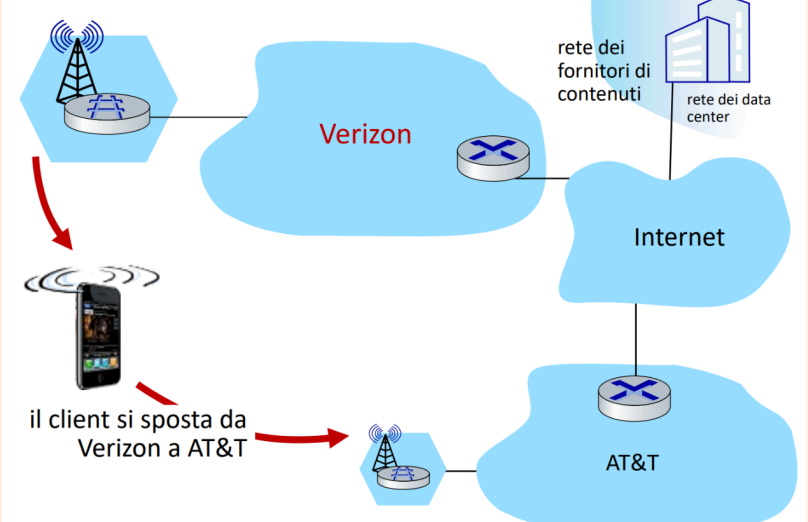 rete dei
fornitori di
contenuti
rete dei data
center
Verizon
Internet
il client si sposta da
Verizon a AT&T
AT&T